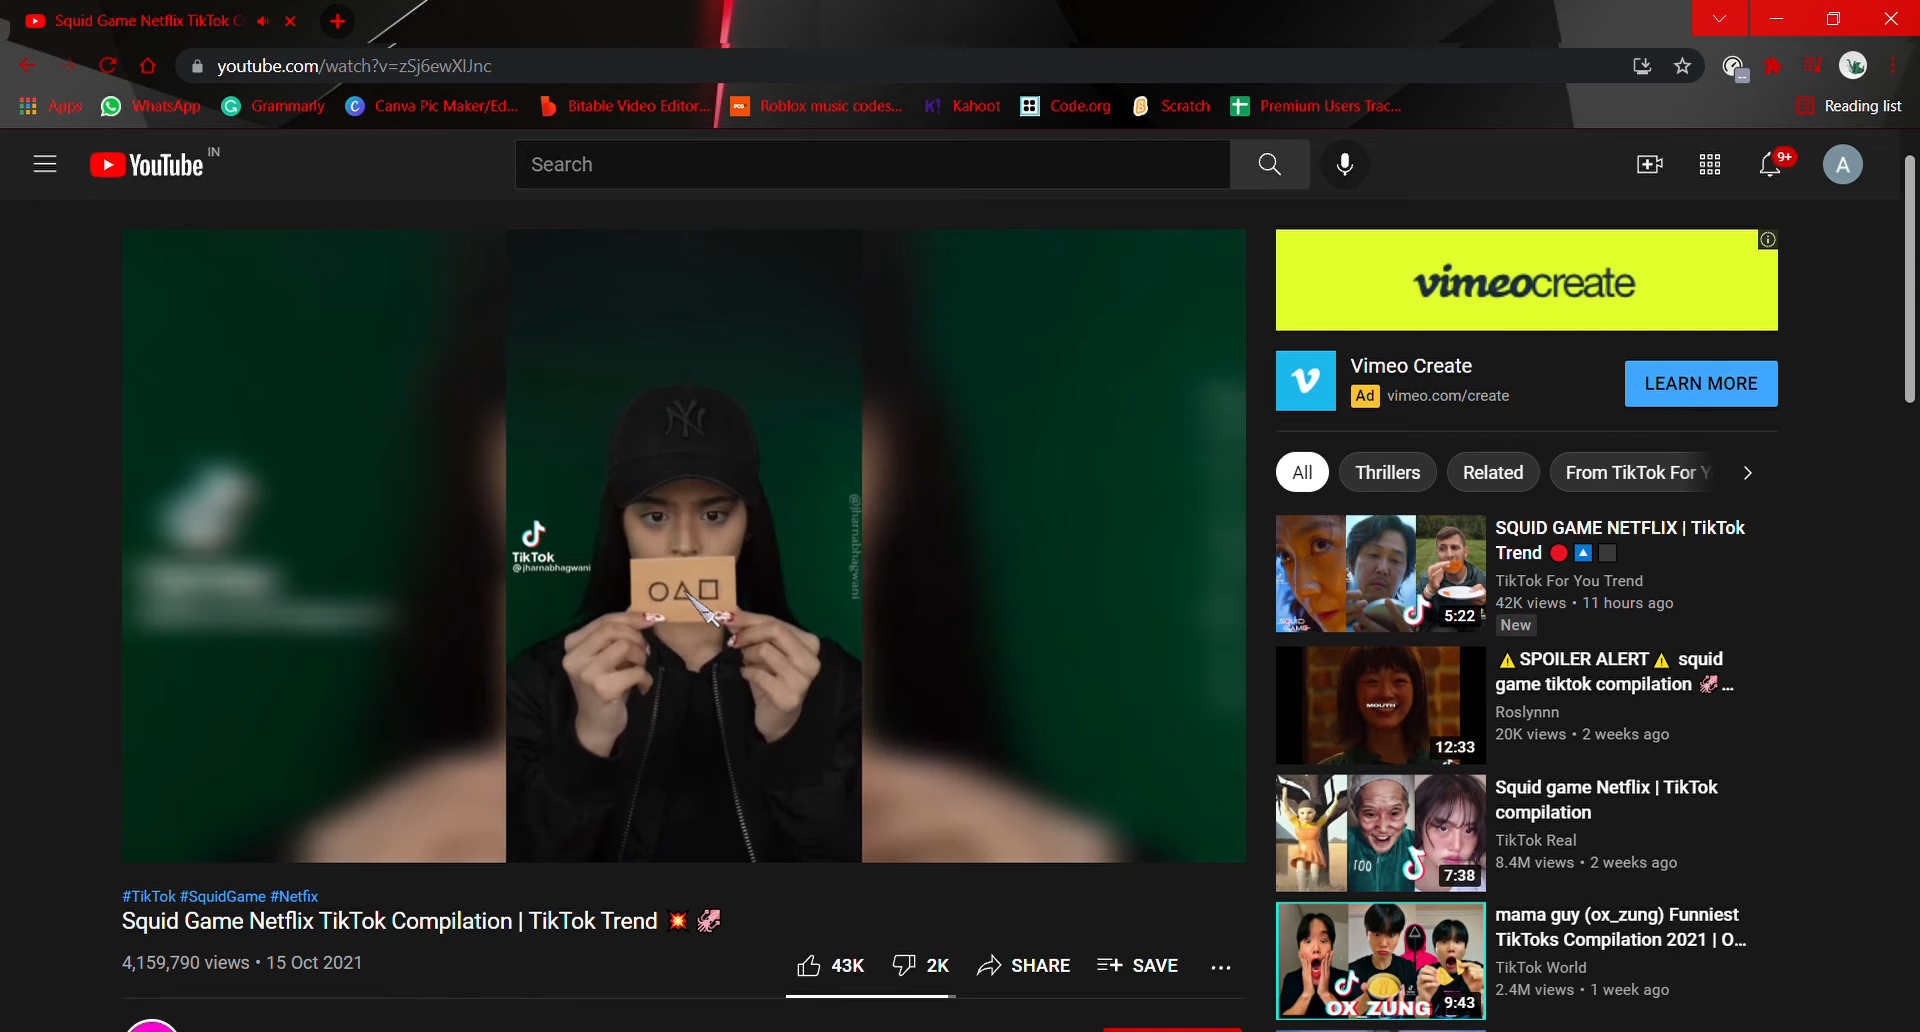 Squid Game Netflix TikTok C
youtube.com/watch?v=zSj6ewXIJnc
Apps
WhatsApp
Grammarly
Canva Pic Maker/Ed...
Bitable Video Editor...
Roblox music codes...
Kahoot
Code.org
Scratch
Premium Users Trac...
Reading list
YouTube IN
Search
9+
A
vimeocreate
Vimeo Create
Ad vimeo.com/create
LEARN MORE
All
Thrillers
Related
From TikTok For Y
NY
TikTok
@jharnabhagwani
@jharnabhagwani
SQUID GAME NETFLIX | TikTok
Trend 🔴 🔼 ⬛
TikTok For You Trend
42K views • 11 hours ago
New
SQUID
GAME
5:22
⚠️ SPOILER ALERT ⚠️ squid
game tiktok compilation 🦑 ...
Roslynnn
20K views • 2 weeks ago
MOUTH
12:33
Squid game Netflix | TikTok
compilation
TikTok Real
8.4M views • 2 weeks ago
100
7:38
mama guy (ox_zung) Funniest
TikToks Compilation 2021 | O...
TikTok World
2.4M views • 1 week ago
OX_ZUNG
9:43
#TikTok #SquidGame #Netfix
Squid Game Netflix TikTok Compilation | TikTok Trend 💥 🦑
4,159,790 views • 15 Oct 2021
43K
2K
SHARE
SAVE
...